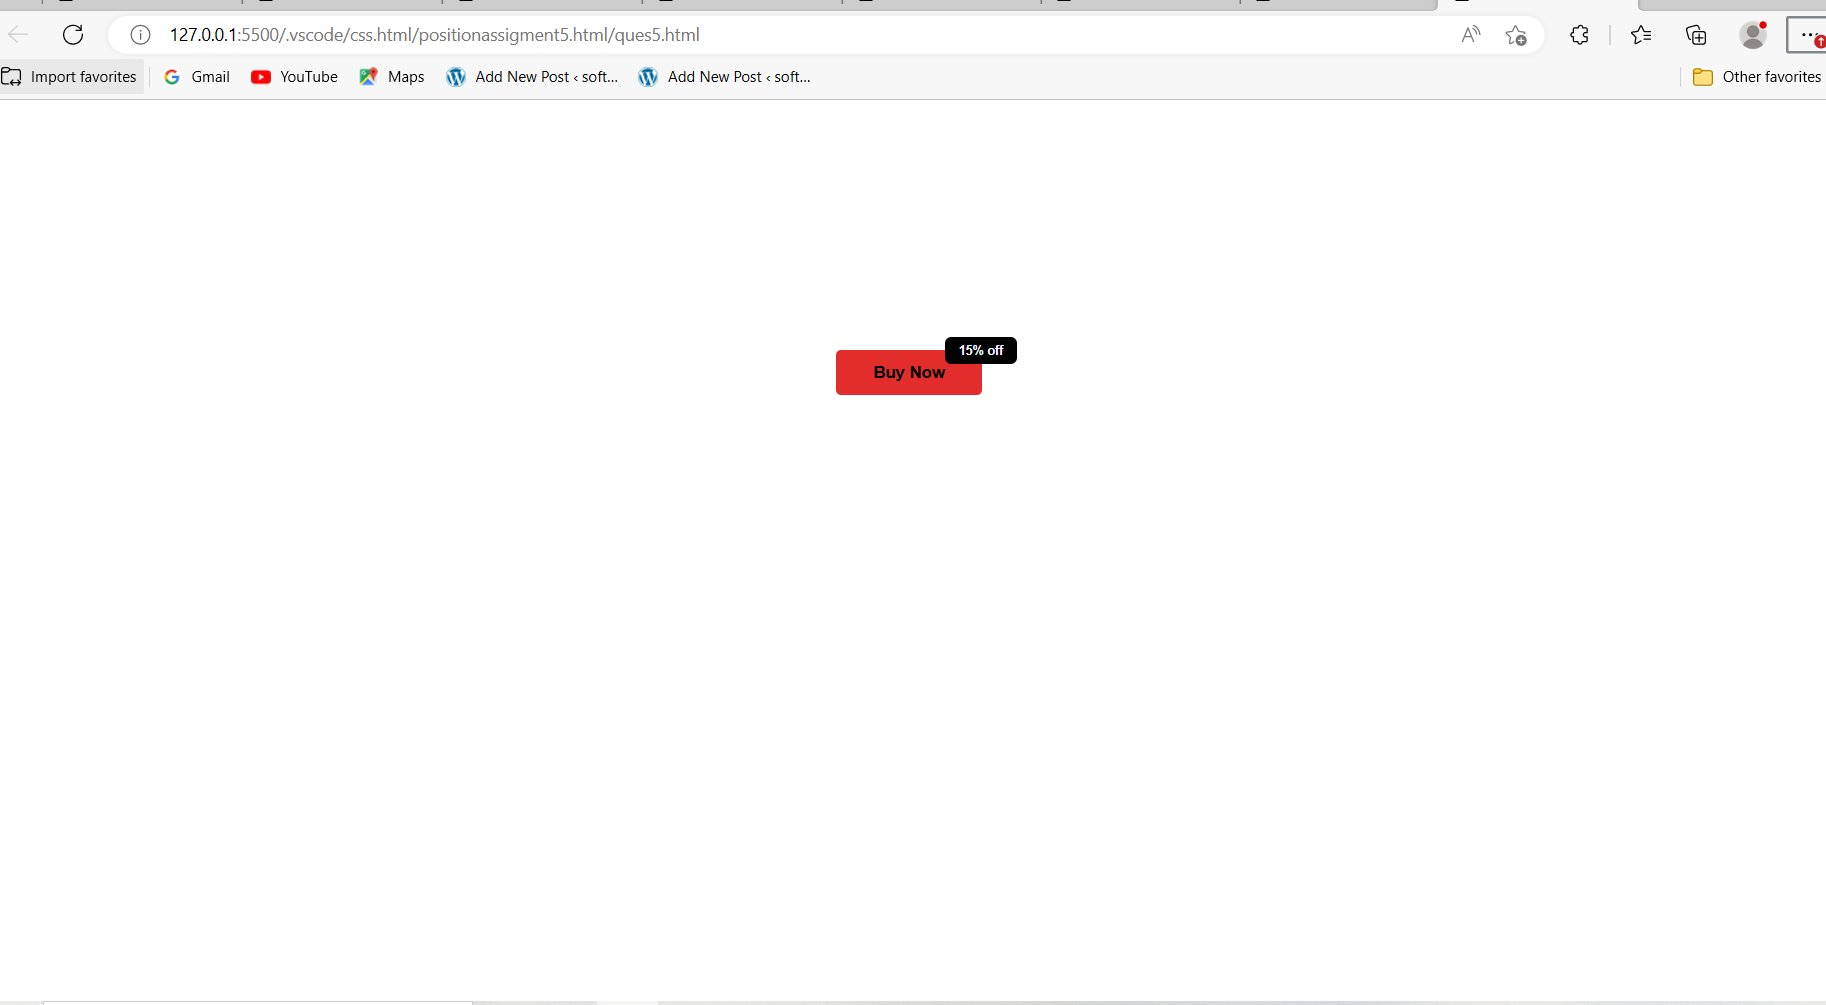 127.0.0.1:5500/.vscode/css.html/positionassigment5.html/ques5.html
Import favorites Gmail YouTube Maps Add New Post ‹ soft... Add New Post ‹ soft... Other favorites
15% off
Buy Now